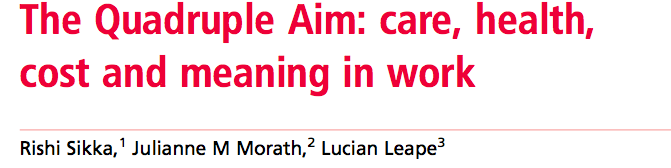 The Quadruple Aim: care, health,
cost and meaning in work
Rishi Sikka,¹ Julianne M Morath,² Lucian Leape³